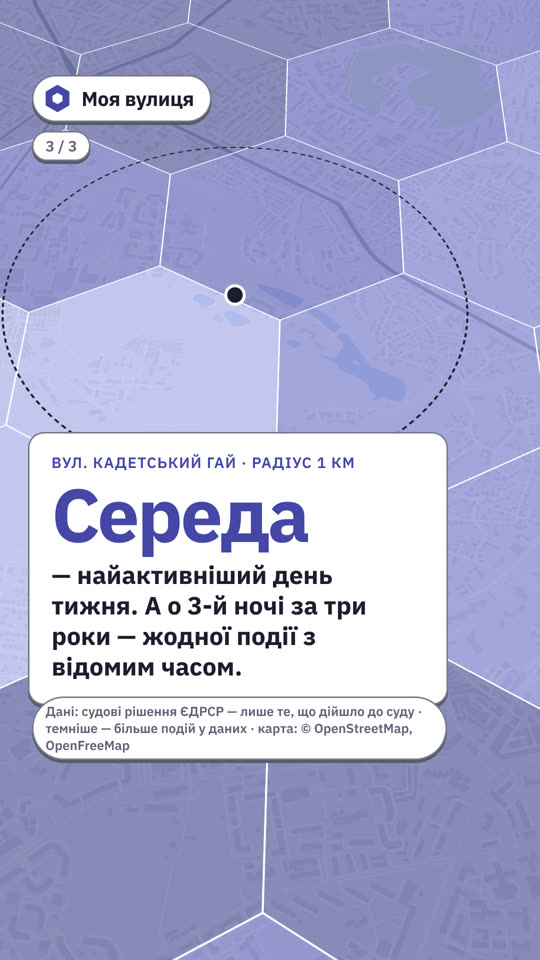 Моя вулиця
3 / 3
ВУЛ. КАДЕТСЬКИЙ ГАЙ · РАДІУС 1 КМ
Середа
— найактивніший день
тижня. А о 3-й ночі за три
роки — жодної події з
відомим часом.
Дані: судові рішення ЄДРСР — лише те, що дійшло до суду ·
темніше — більше подій у даних · карта: © OpenStreetMap,
OpenFreeMap